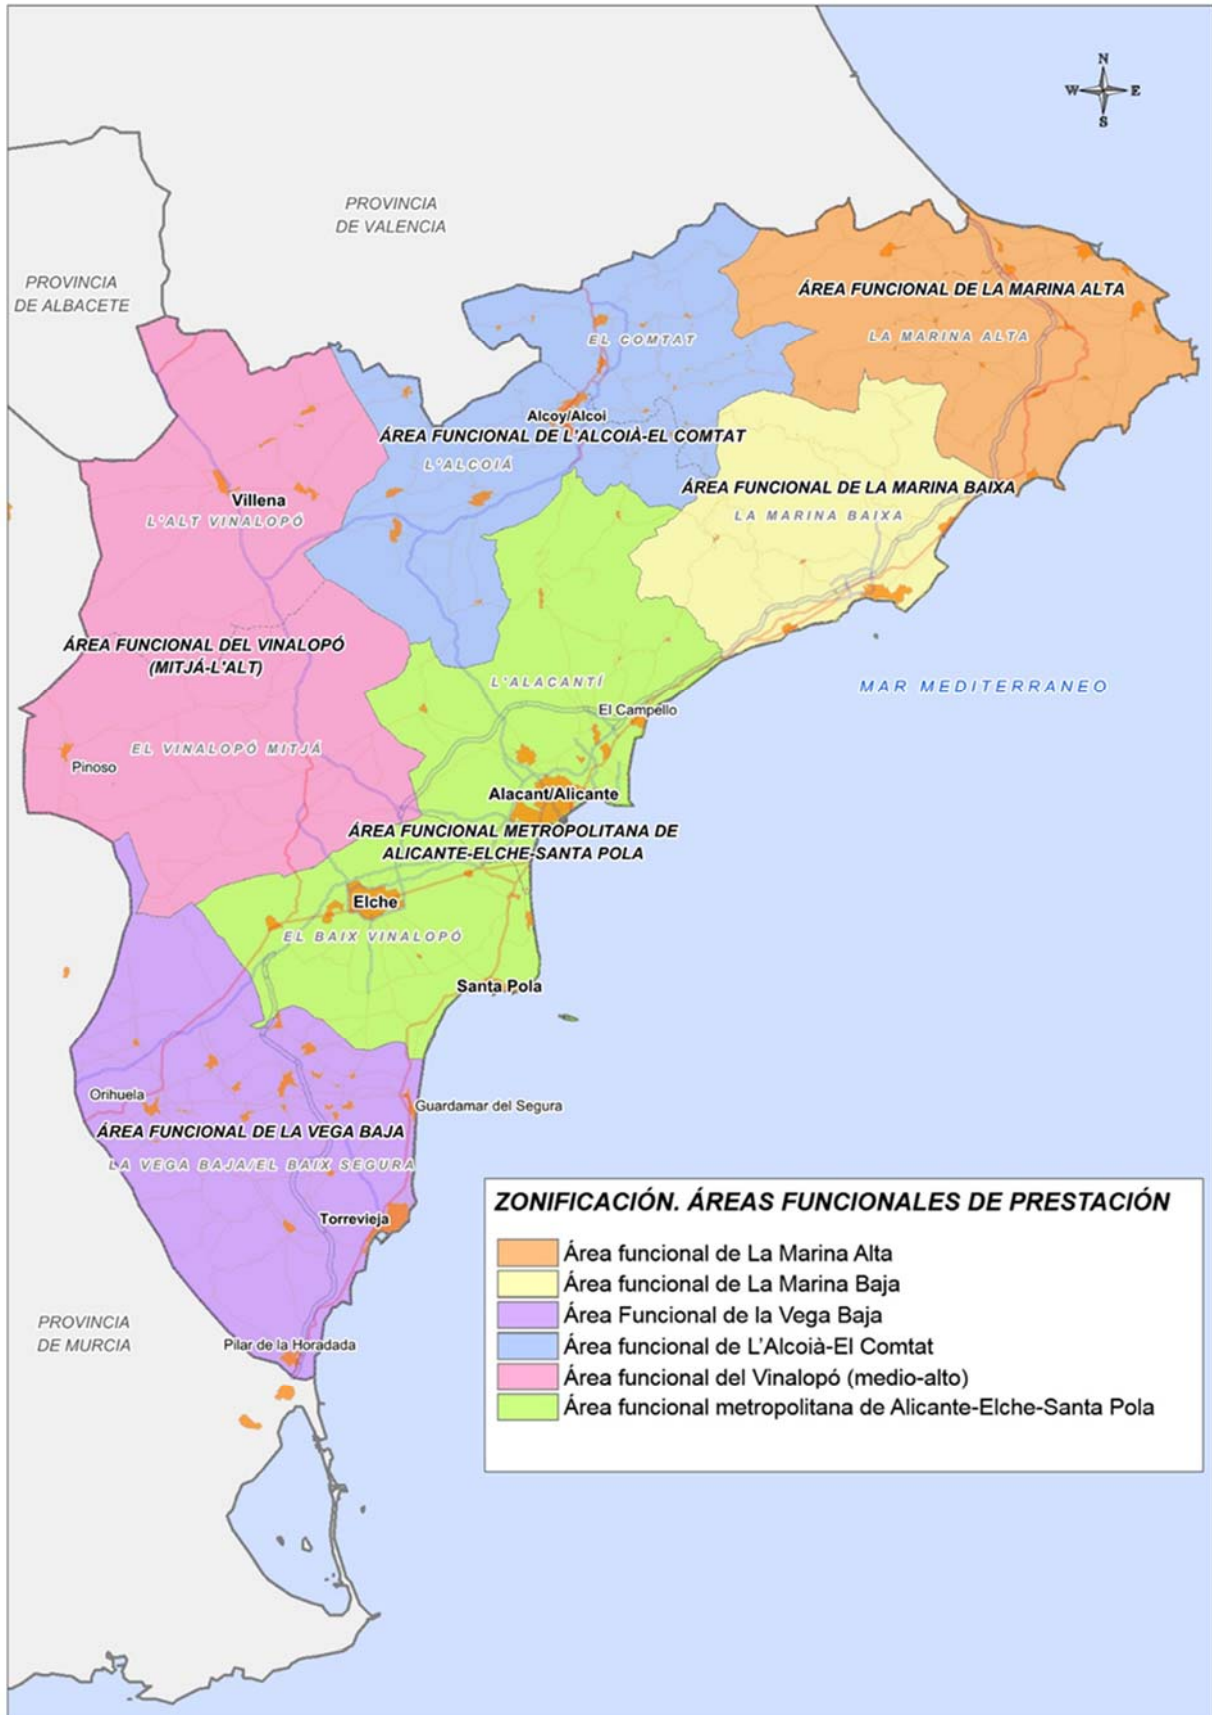 N
W E
S
PROVINCIA
DE VALENCIA
PROVINCIA
DE ALBACETE
ÁREA FUNCIONAL DE LA MARINA ALTA
LA MARINA ALTA
EL COMTAT
Alcoy/Alcoi
ÁREA FUNCIONAL DE L'ALCOIÀ-EL COMTAT
L'ALCOIÁ
ÁREA FUNCIONAL DE LA MARINA BAIXA
LA MARINA BAIXA
Villena
L'ALT VINALOPÓ
ÁREA FUNCIONAL DEL VINALOPÓ
(MITJÁ-L'ALT)
L'ALACANTÍ
MAR MEDITERRANEO
El Campello
EL VINALOPÓ MITJÁ
Pinoso
Alacant/Alicante
ÁREA FUNCIONAL METROPOLITANA DE
ALICANTE-ELCHE-SANTA POLA
Elche
EL BAIX VINALOPÓ
Santa Pola
Orihuela
Guardamar del Segura
ÁREA FUNCIONAL DE LA VEGA BAJA
LA VEGA BAJA/EL BAIX SEGURA
Torrevieja
PROVINCIA
DE MURCIA
Pilar de la Horadada
ZONIFICACIÓN. ÁREAS FUNCIONALES DE PRESTACIÓN
Área funcional de La Marina Alta
Área funcional de La Marina Baja
Área Funcional de la Vega Baja
Área funcional de L'Alcoià-El Comtat
Área funcional del Vinalopó (medio-alto)
Área funcional metropolitana de Alicante-Elche-Santa Pola